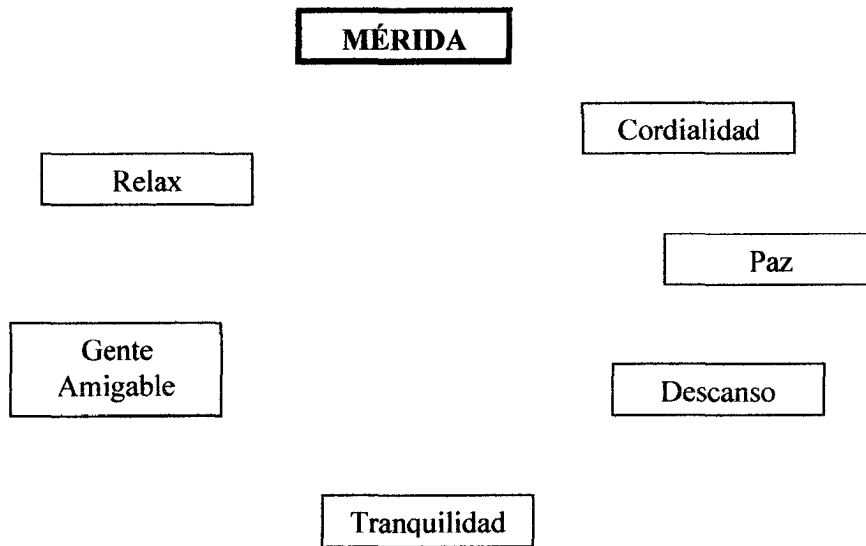 MÉRIDA
Cordialidad
Relax
Paz
Gente
Amigable
Descanso
Tranquilidad